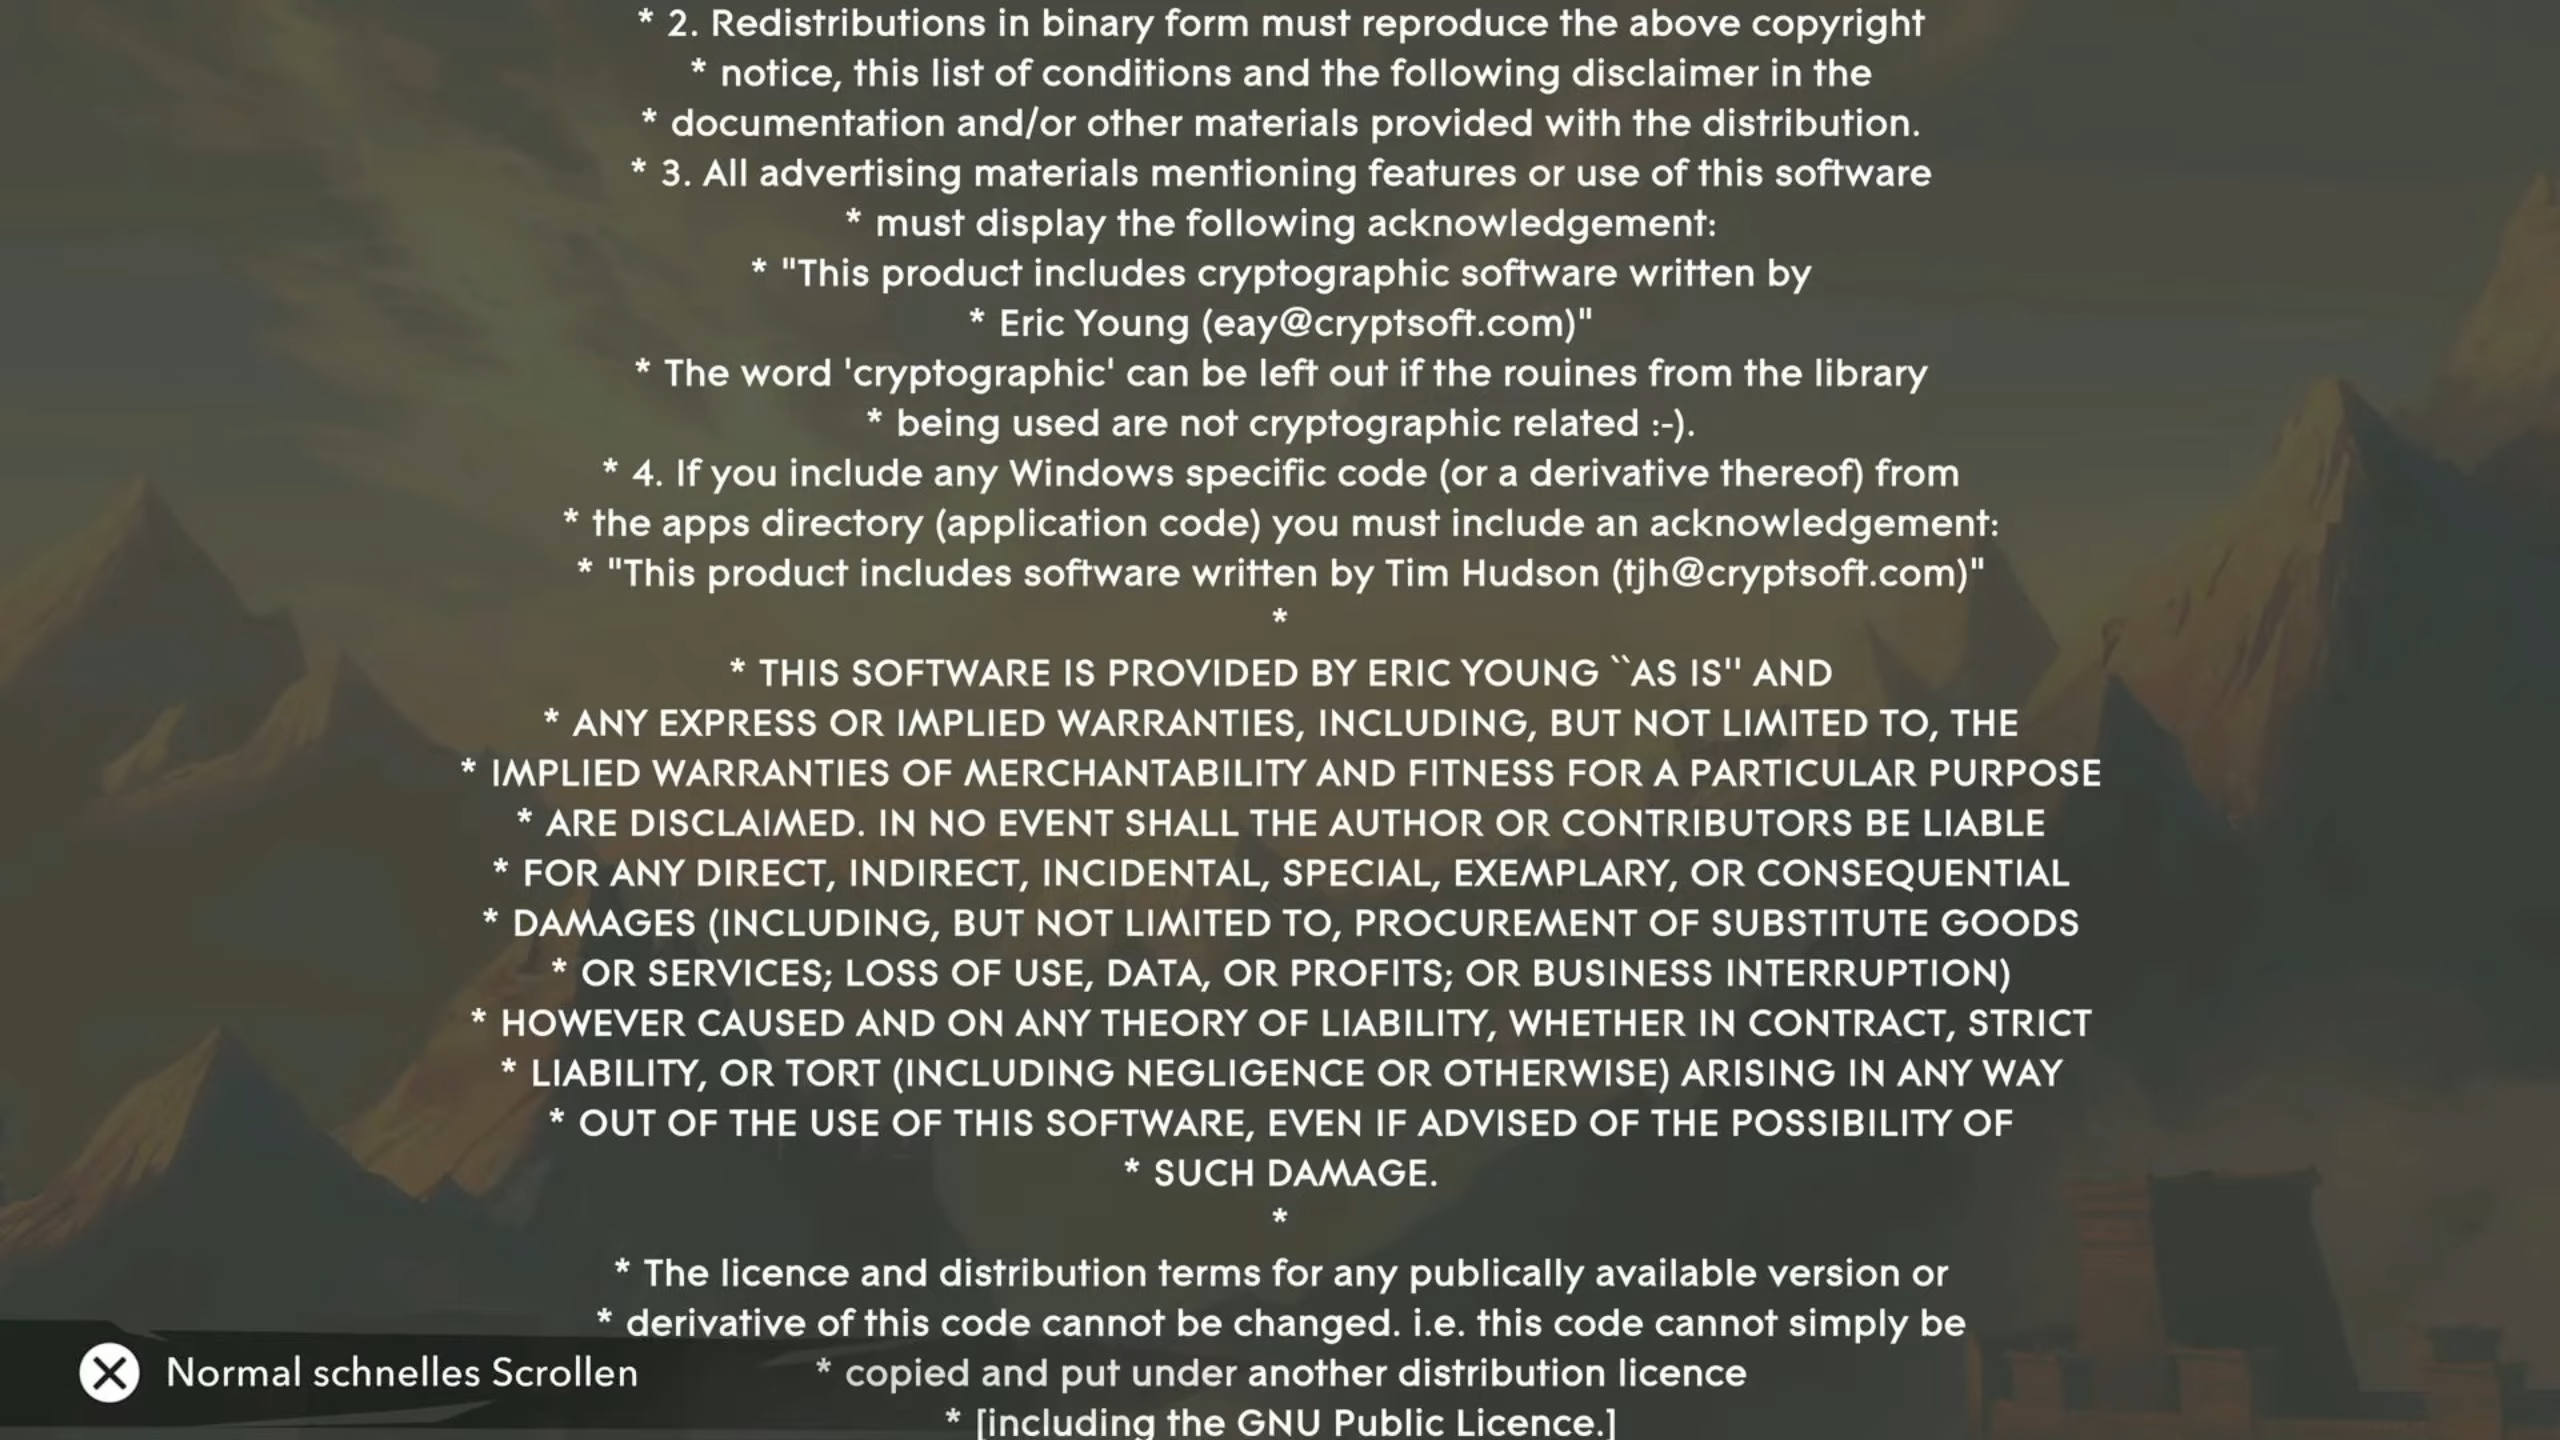 * 2. Redistributions in binary form must reproduce the above copyright
* notice, this list of conditions and the following disclaimer in the
* documentation and/or other materials provided with the distribution.
* 3. All advertising materials mentioning features or use of this software
* must display the following acknowledgement:
* "This product includes cryptographic software written by
* Eric Young (eay@cryptsoft.com)"
* The word 'cryptographic' can be left out if the rouines from the library
* being used are not cryptographic related :-).
* 4. If you include any Windows specific code (or a derivative thereof) from
* the apps directory (application code) you must include an acknowledgement:
* "This product includes software written by Tim Hudson (tjh@cryptsoft.com)"
*
* THIS SOFTWARE IS PROVIDED BY ERIC YOUNG ``AS IS'' AND
* ANY EXPRESS OR IMPLIED WARRANTIES, INCLUDING, BUT NOT LIMITED TO, THE
* IMPLIED WARRANTIES OF MERCHANTABILITY AND FITNESS FOR A PARTICULAR PURPOSE
* ARE DISCLAIMED. IN NO EVENT SHALL THE AUTHOR OR CONTRIBUTORS BE LIABLE
* FOR ANY DIRECT, INDIRECT, INCIDENTAL, SPECIAL, EXEMPLARY, OR CONSEQUENTIAL
* DAMAGES (INCLUDING, BUT NOT LIMITED TO, PROCUREMENT OF SUBSTITUTE GOODS
* OR SERVICES; LOSS OF USE, DATA, OR PROFITS; OR BUSINESS INTERRUPTION)
* HOWEVER CAUSED AND ON ANY THEORY OF LIABILITY, WHETHER IN CONTRACT, STRICT
* LIABILITY, OR TORT (INCLUDING NEGLIGENCE OR OTHERWISE) ARISING IN ANY WAY
* OUT OF THE USE OF THIS SOFTWARE, EVEN IF ADVISED OF THE POSSIBILITY OF
* SUCH DAMAGE.
*
* The licence and distribution terms for any publically available version or
* derivative of this code cannot be changed. i.e. this code cannot simply be
* copied and put under another distribution licence
* [including the GNU Public Licence.]
Normal schnelles Scrollen